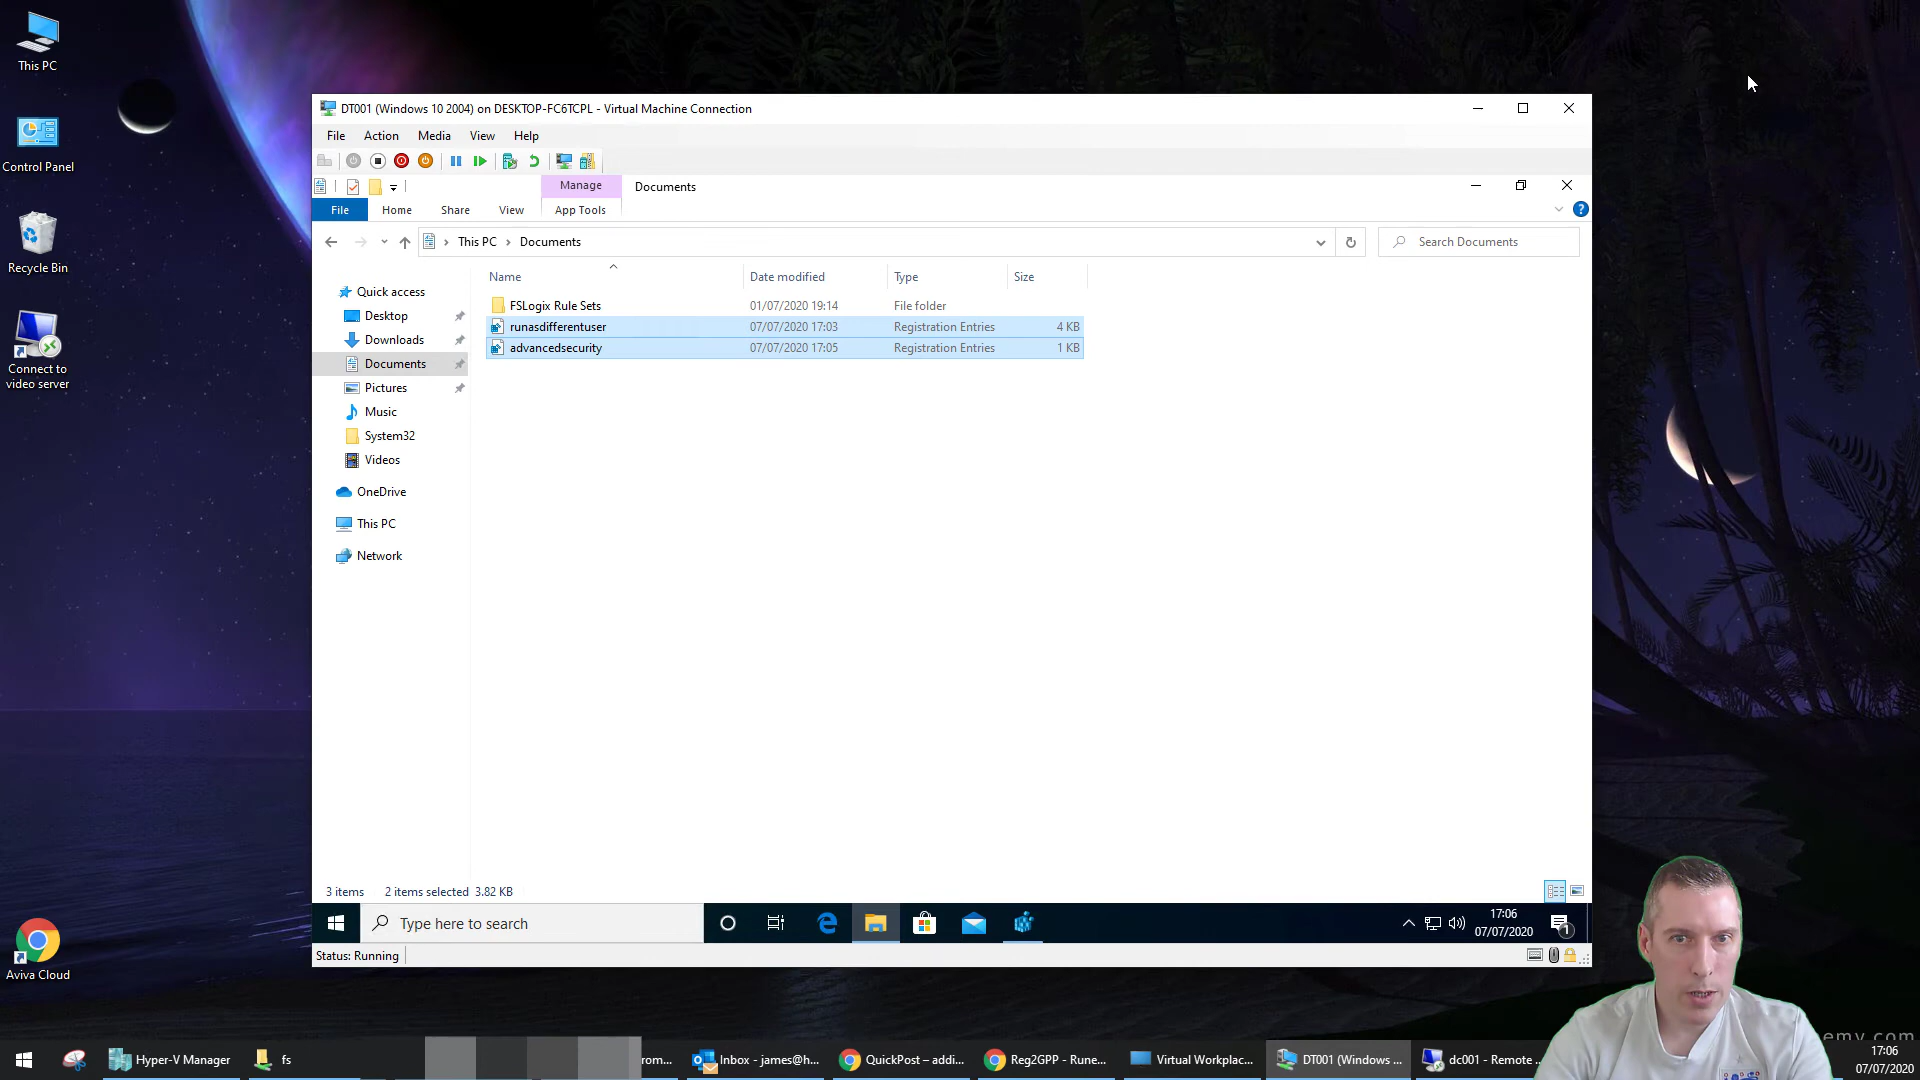 This PC
Control Panel
Recycle Bin
Connect to
video server
Aviva Cloud
DT001 (Windows 10 2004) on DESKTOP-FC6TCPL - Virtual Machine Connection
File Action Media View Help
Manage Documents
File Home Share View App Tools
This PC Documents Search Documents
Name Date modified Type Size
FSLogix Rule Sets 01/07/2020 19:14 File folder
runasdifferentuser 07/07/2020 17:03 Registration Entries 4 KB
advancedsecurity 07/07/2020 17:05 Registration Entries 1 KB
Quick access
Desktop
Downloads
Documents
Pictures
Music
System32
Videos
OneDrive
This PC
Network
3 items 2 items selected 3.82 KB
Type here to search
17:06
07/07/2020
1
Status: Running
emy.com
Hyper-V Manager
fs
rom...
Inbox - james@h...
QuickPost – addi...
Reg2GPP - Rune...
Virtual Workplac...
DT001 (Windows ...
dc001 - Remote ...
17:06
07/07/2020